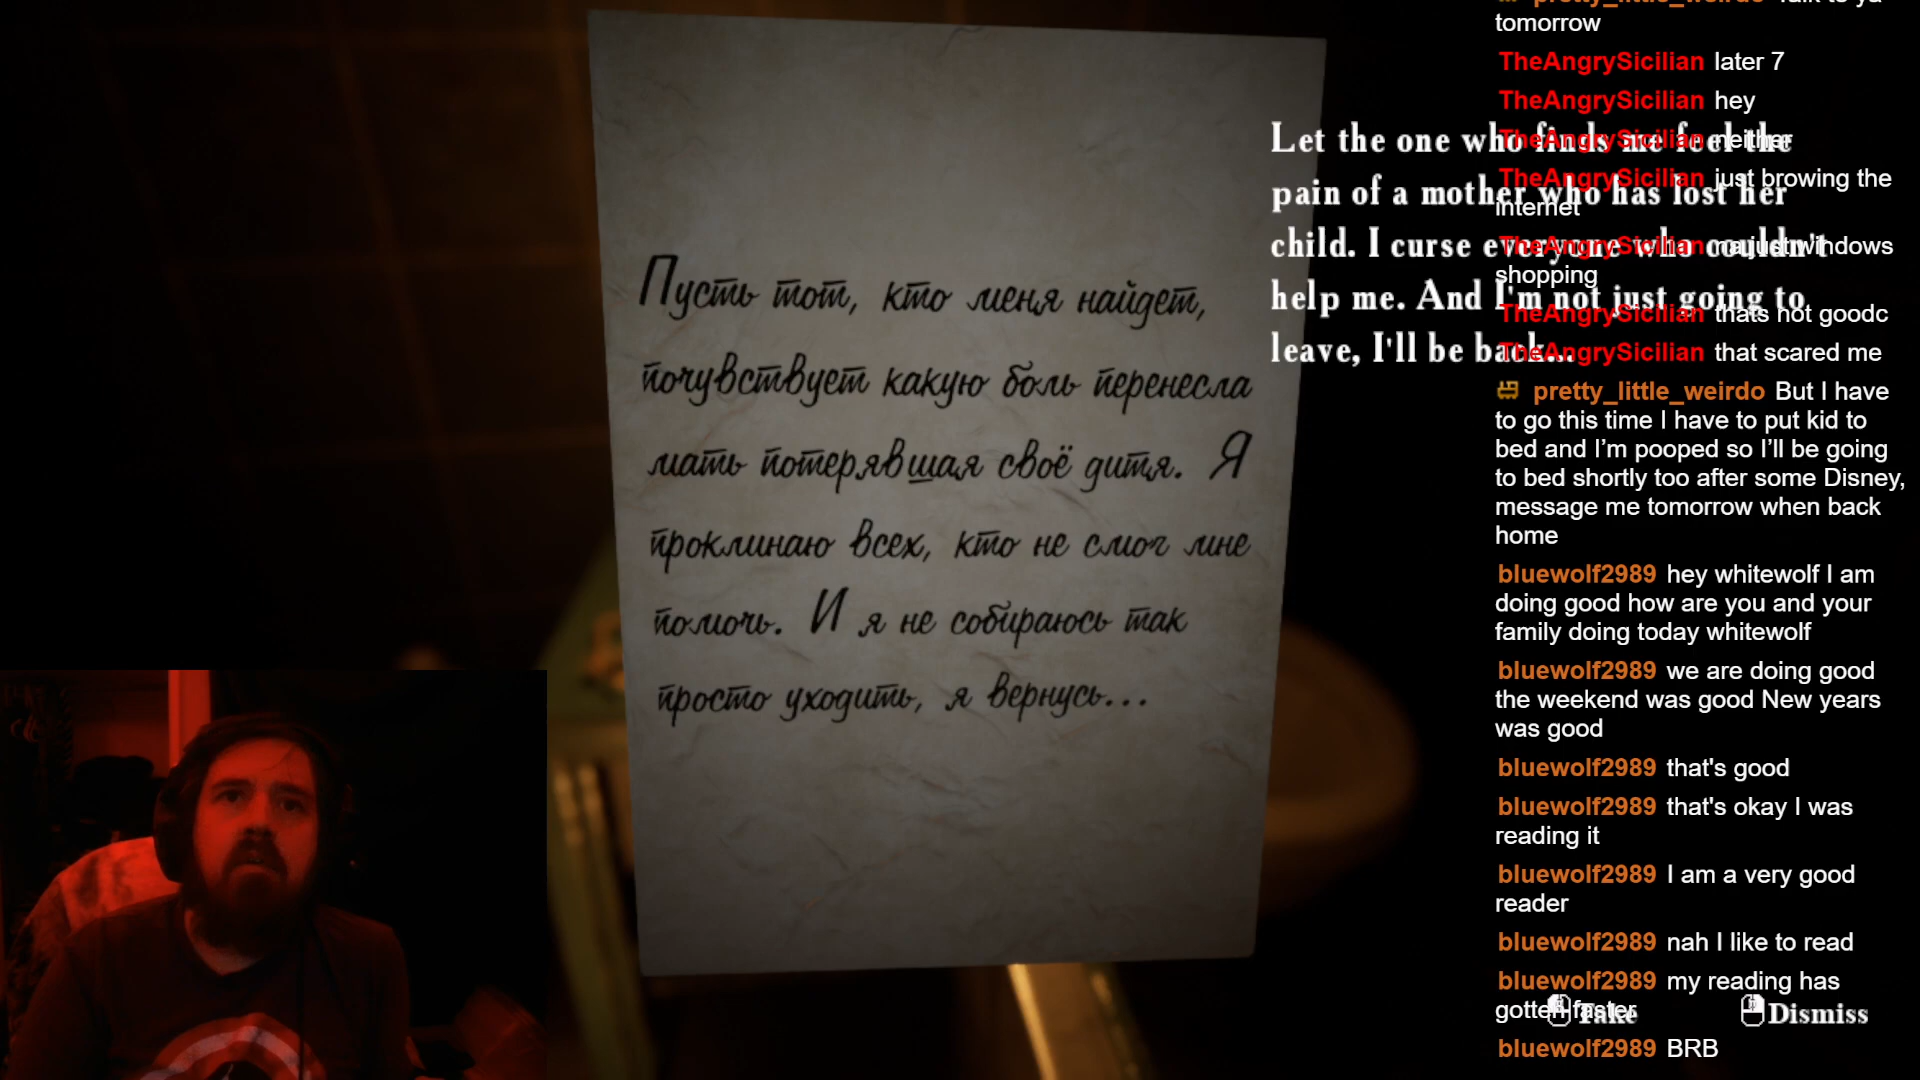 Пусть тот, кто меня найдет,
почувствует какую боль перенесла
мать потерявшая своё дитя. Я
проклинаю всех, кто не смог мне
помочь. И я не собираюсь так
просто уходить, я вернусь...
Let the one who finds me feel the
pain of a mother who has lost her
child. I curse everyone who couldn't
help me. And I'm not just going to
leave, I'll be back...
pretty_little_weirdo Talk to ya
tomorrow
TheAngrySicilian later 7
TheAngrySicilian hey
TheAngrySicilian neither
TheAngrySicilian just browing the
internet
TheAngrySicilian windows
shopping
TheAngrySicilian thats not goodc
TheAngrySicilian that scared me
pretty_little_weirdo But I have
to go this time I have to put kid to
bed and I'm pooped so I'll be going
to bed shortly too after some Disney,
message me tomorrow when back
home
bluewolf2989 hey whitewolf I am
doing good how are you and your
family doing today whitewolf
bluewolf2989 we are doing good
the weekend was good New years
was good
bluewolf2989 that's good
bluewolf2989 that's okay I was
reading it
bluewolf2989 I am a very good
reader
bluewolf2989 nah I like to read
bluewolf2989 my reading has
gotten faster
Take
Dismiss
bluewolf2989 BRB